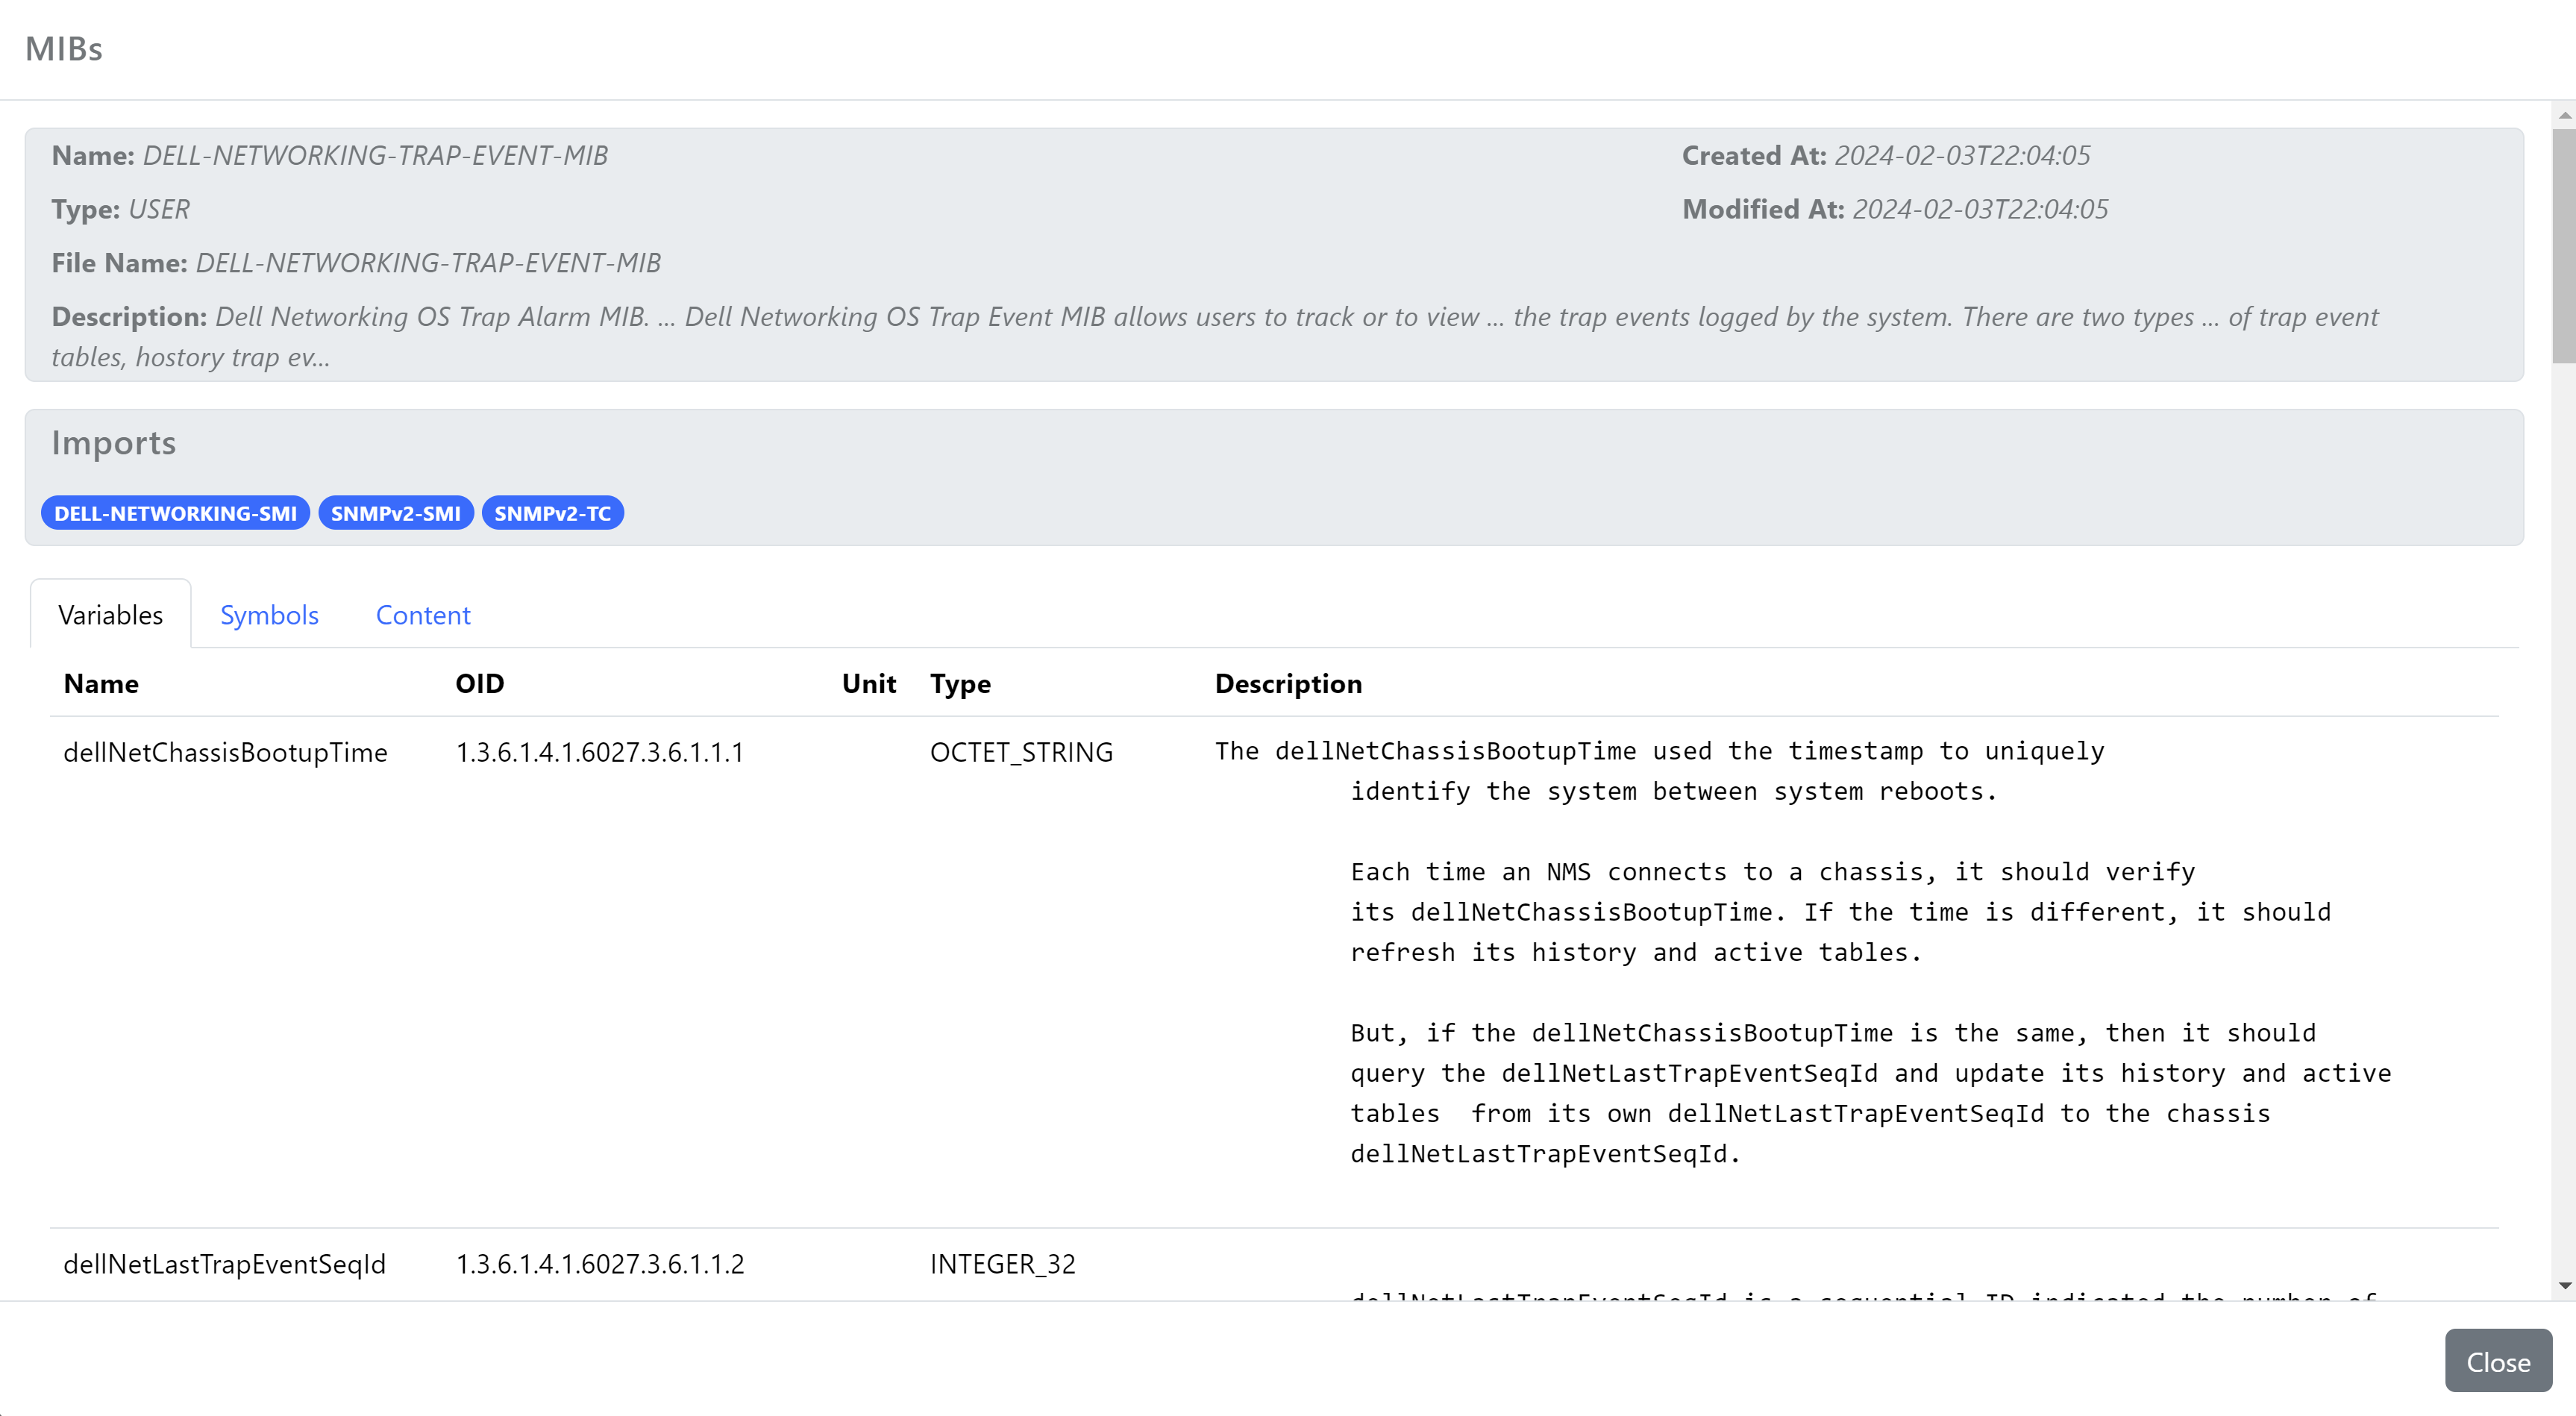 MIBs
Name: DELL-NETWORKING-TRAP-EVENT-MIB
Created At: 2024-02-03T22:04:05
Type: USER
Modified At: 2024-02-03T22:04:05
File Name: DELL-NETWORKING-TRAP-EVENT-MIB
Description: Dell Networking OS Trap Alarm MIB. ... Dell Networking OS Trap Event MIB allows users to track or to view ... the trap events logged by the system. There are two types ... of trap event
tables, hostory trap ev...
Imports
DELL-NETWORKING-SMI SNMPv2-SMI SNMPv2-TC
Variables Symbols Content
Name OID Unit Type Description
dellNetChassisBootupTime 1.3.6.1.4.1.6027.3.6.1.1.1 OCTET_STRING The dellNetChassisBootupTime used the timestamp to uniquely
identify the system between system reboots.
Each time an NMS connects to a chassis, it should verify
its dellNetChassisBootupTime. If the time is different, it should
refresh its history and active tables.
But, if the dellNetChassisBootupTime is the same, then it should
query the dellNetLastTrapEventSeqId and update its history and active
tables  from its own dellNetLastTrapEventSeqId to the chassis
dellNetLastTrapEventSeqId.
dellNetLastTrapEventSeqId 1.3.6.1.4.1.6027.3.6.1.1.2 INTEGER_32
dellNetLastTrapEventSeqId is a sequential ID indicated the number of
Close